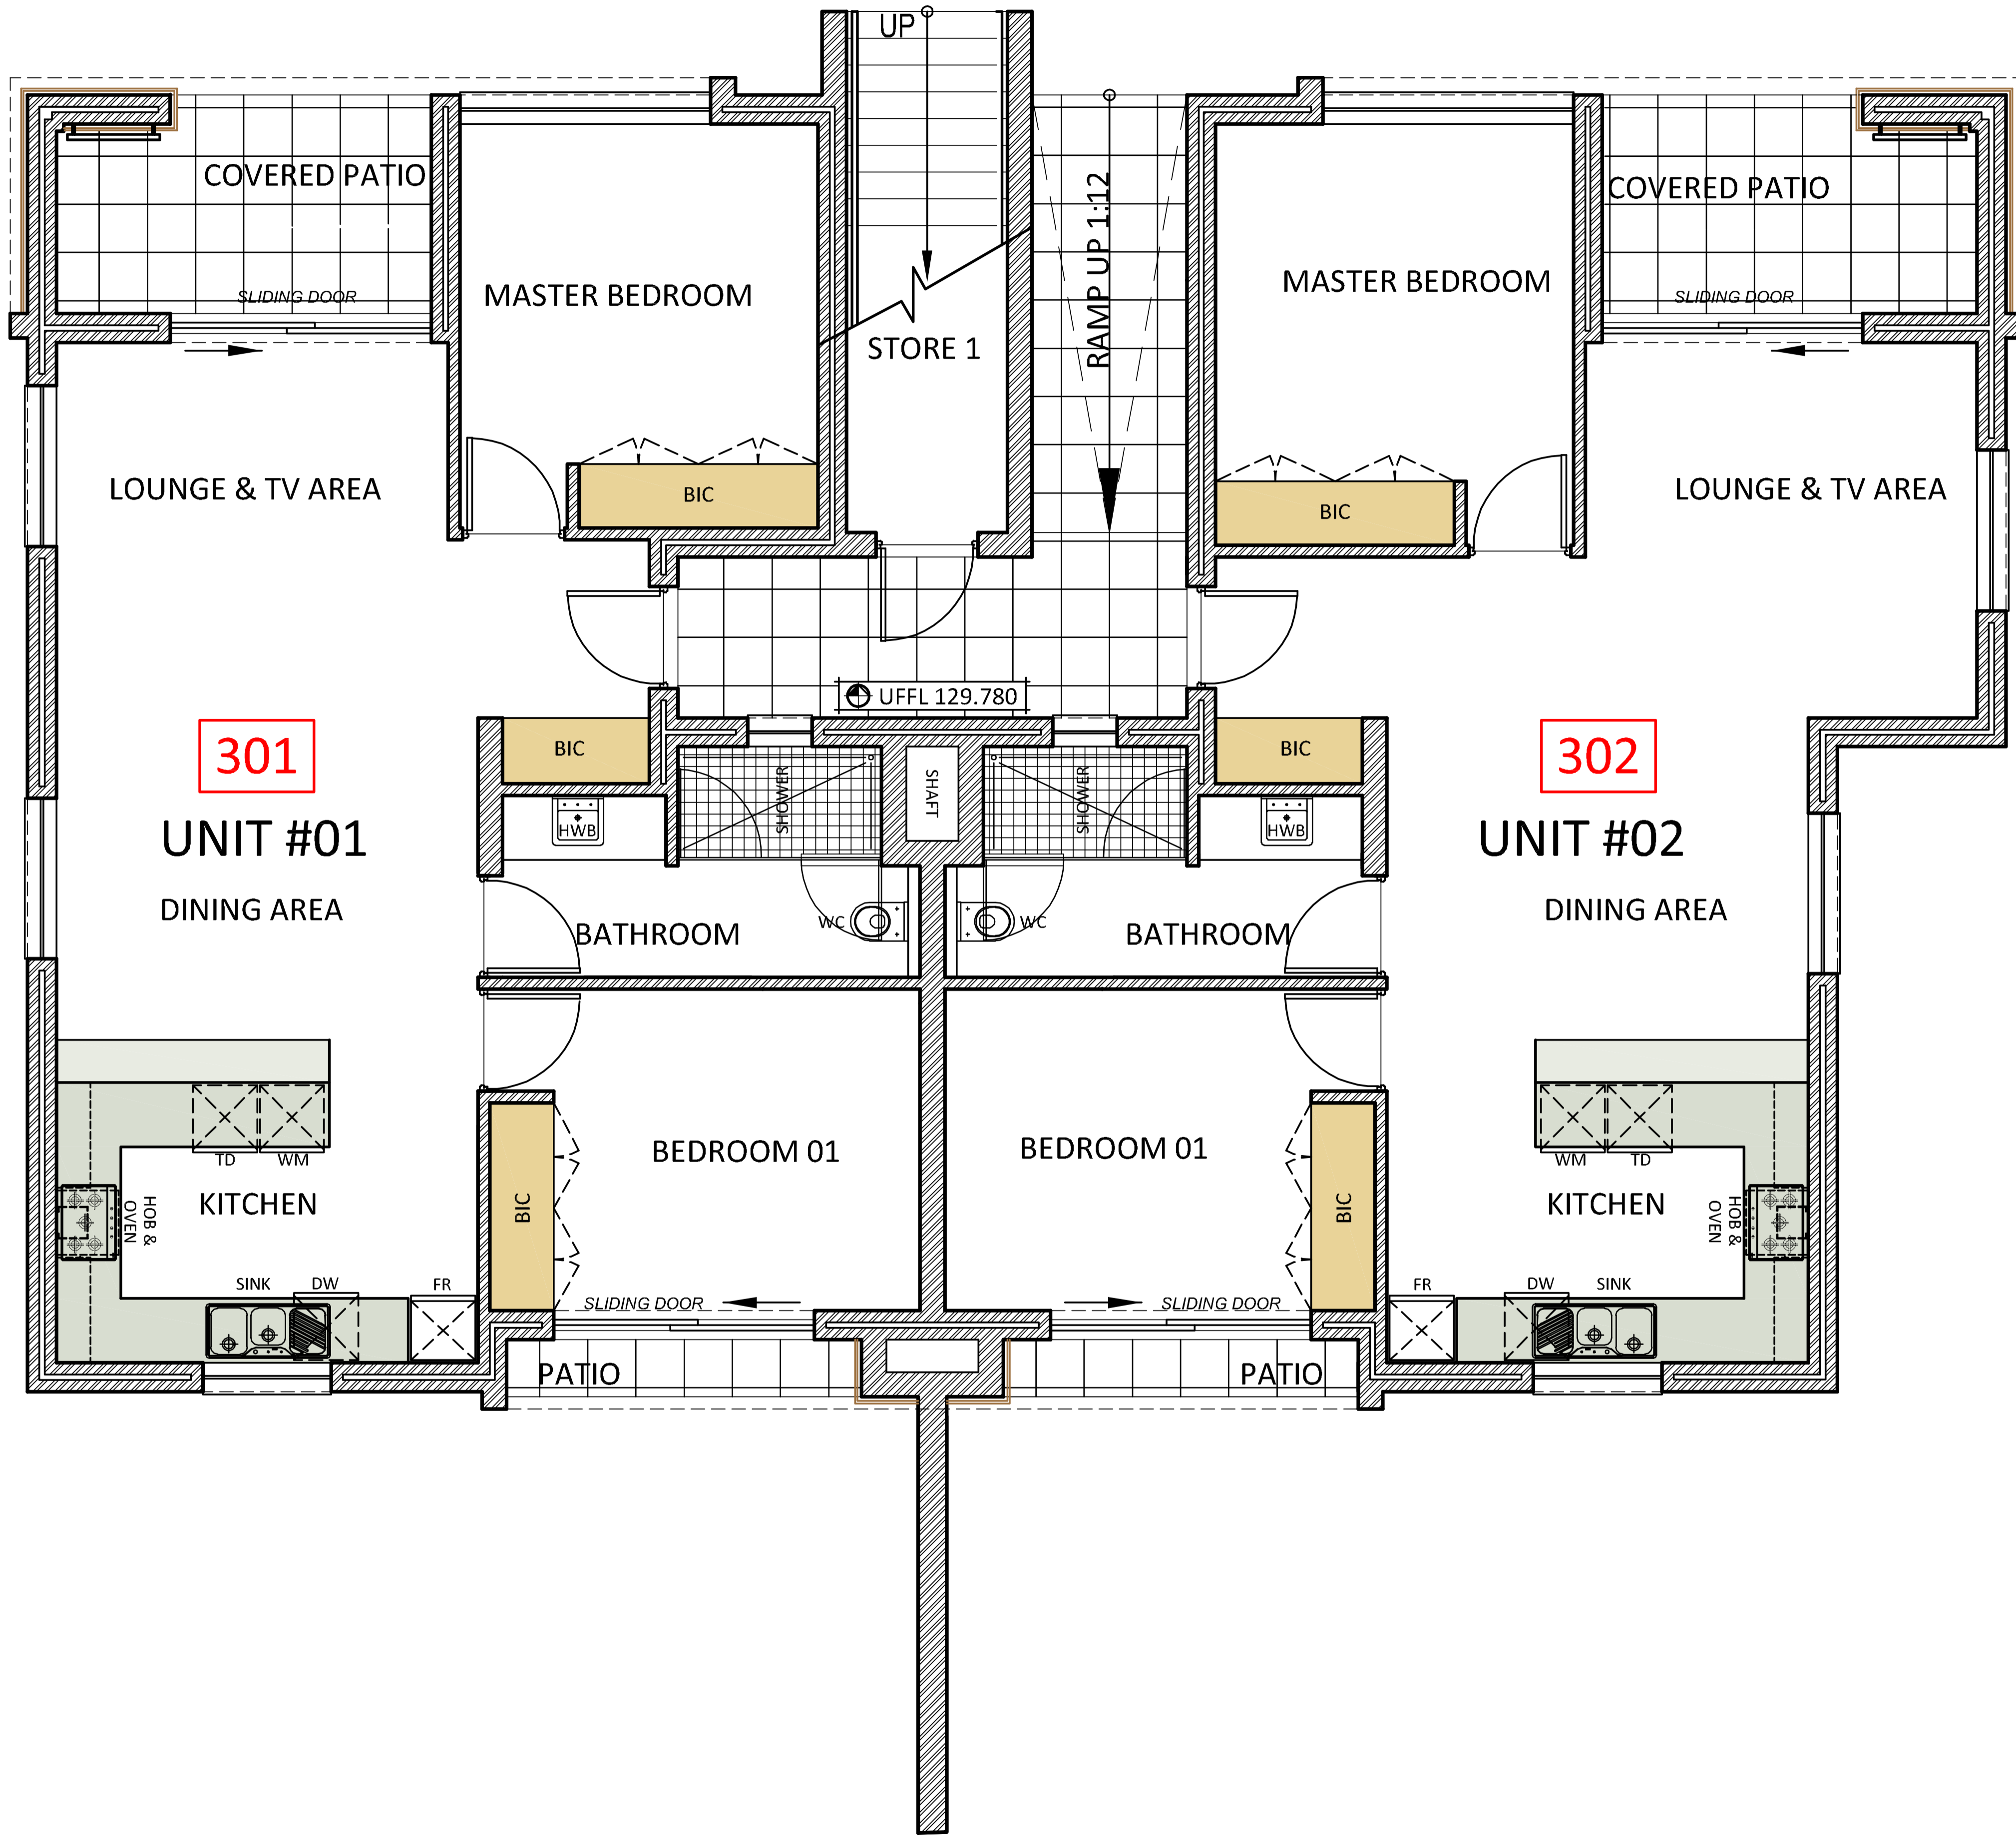 UP
COVERED PATIO
COVERED PATIO
RAMP UP 1:12
MASTER BEDROOM
MASTER BEDROOM
SLIDING DOOR
SLIDING DOOR
STORE 1
LOUNGE & TV AREA
BIC
BIC
LOUNGE & TV AREA
UFFL 129.780
301
BIC
BIC
302
SHOWER
SHAFT
SHOWER
HWB
HWB
UNIT #01
UNIT #02
DINING AREA
BATHROOM
WC
WC
BATHROOM
DINING AREA
BEDROOM 01
BEDROOM 01
TD
WM
WM
TD
KITCHEN
KITCHEN
HOB &
OVEN
BIC
BIC
HOB &
OVEN
SINK
DW
FR
SLIDING DOOR
SLIDING DOOR
FR
DW
SINK
PATIO
PATIO